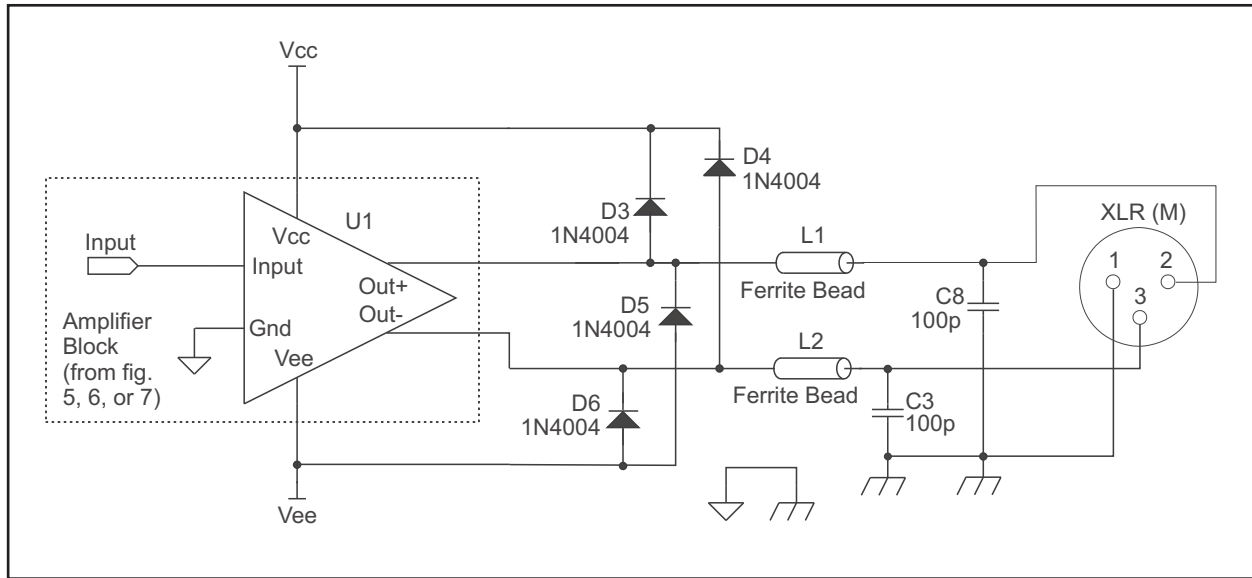 Vcc
D4
1N4004
D3
1N4004
XLR (M)
U1
Vcc
Input
Input
L1
1
2
3
Out+
Out-
Ferrite Bead
D5
1N4004
C8
100p
Gnd
Vee
Amplifier
Block
(from fig.
5, 6, or 7)
L2
Ferrite Bead
D6
1N4004
C3
100p
Vee